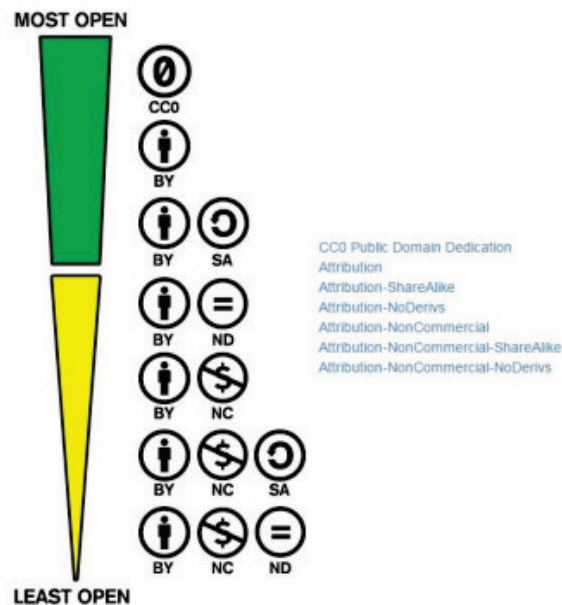 MOST OPEN
0
CC0
BY
BY SA
BY ND
BY NC
BY NC SA
BY NC ND
LEAST OPEN
CC0 Public Domain Dedication
Attribution
Attribution-ShareAlike
Attribution-NoDerivs
Attribution-NonCommercial
Attribution-NonCommercial-ShareAlike
Attribution-NonCommercial-NoDerivs